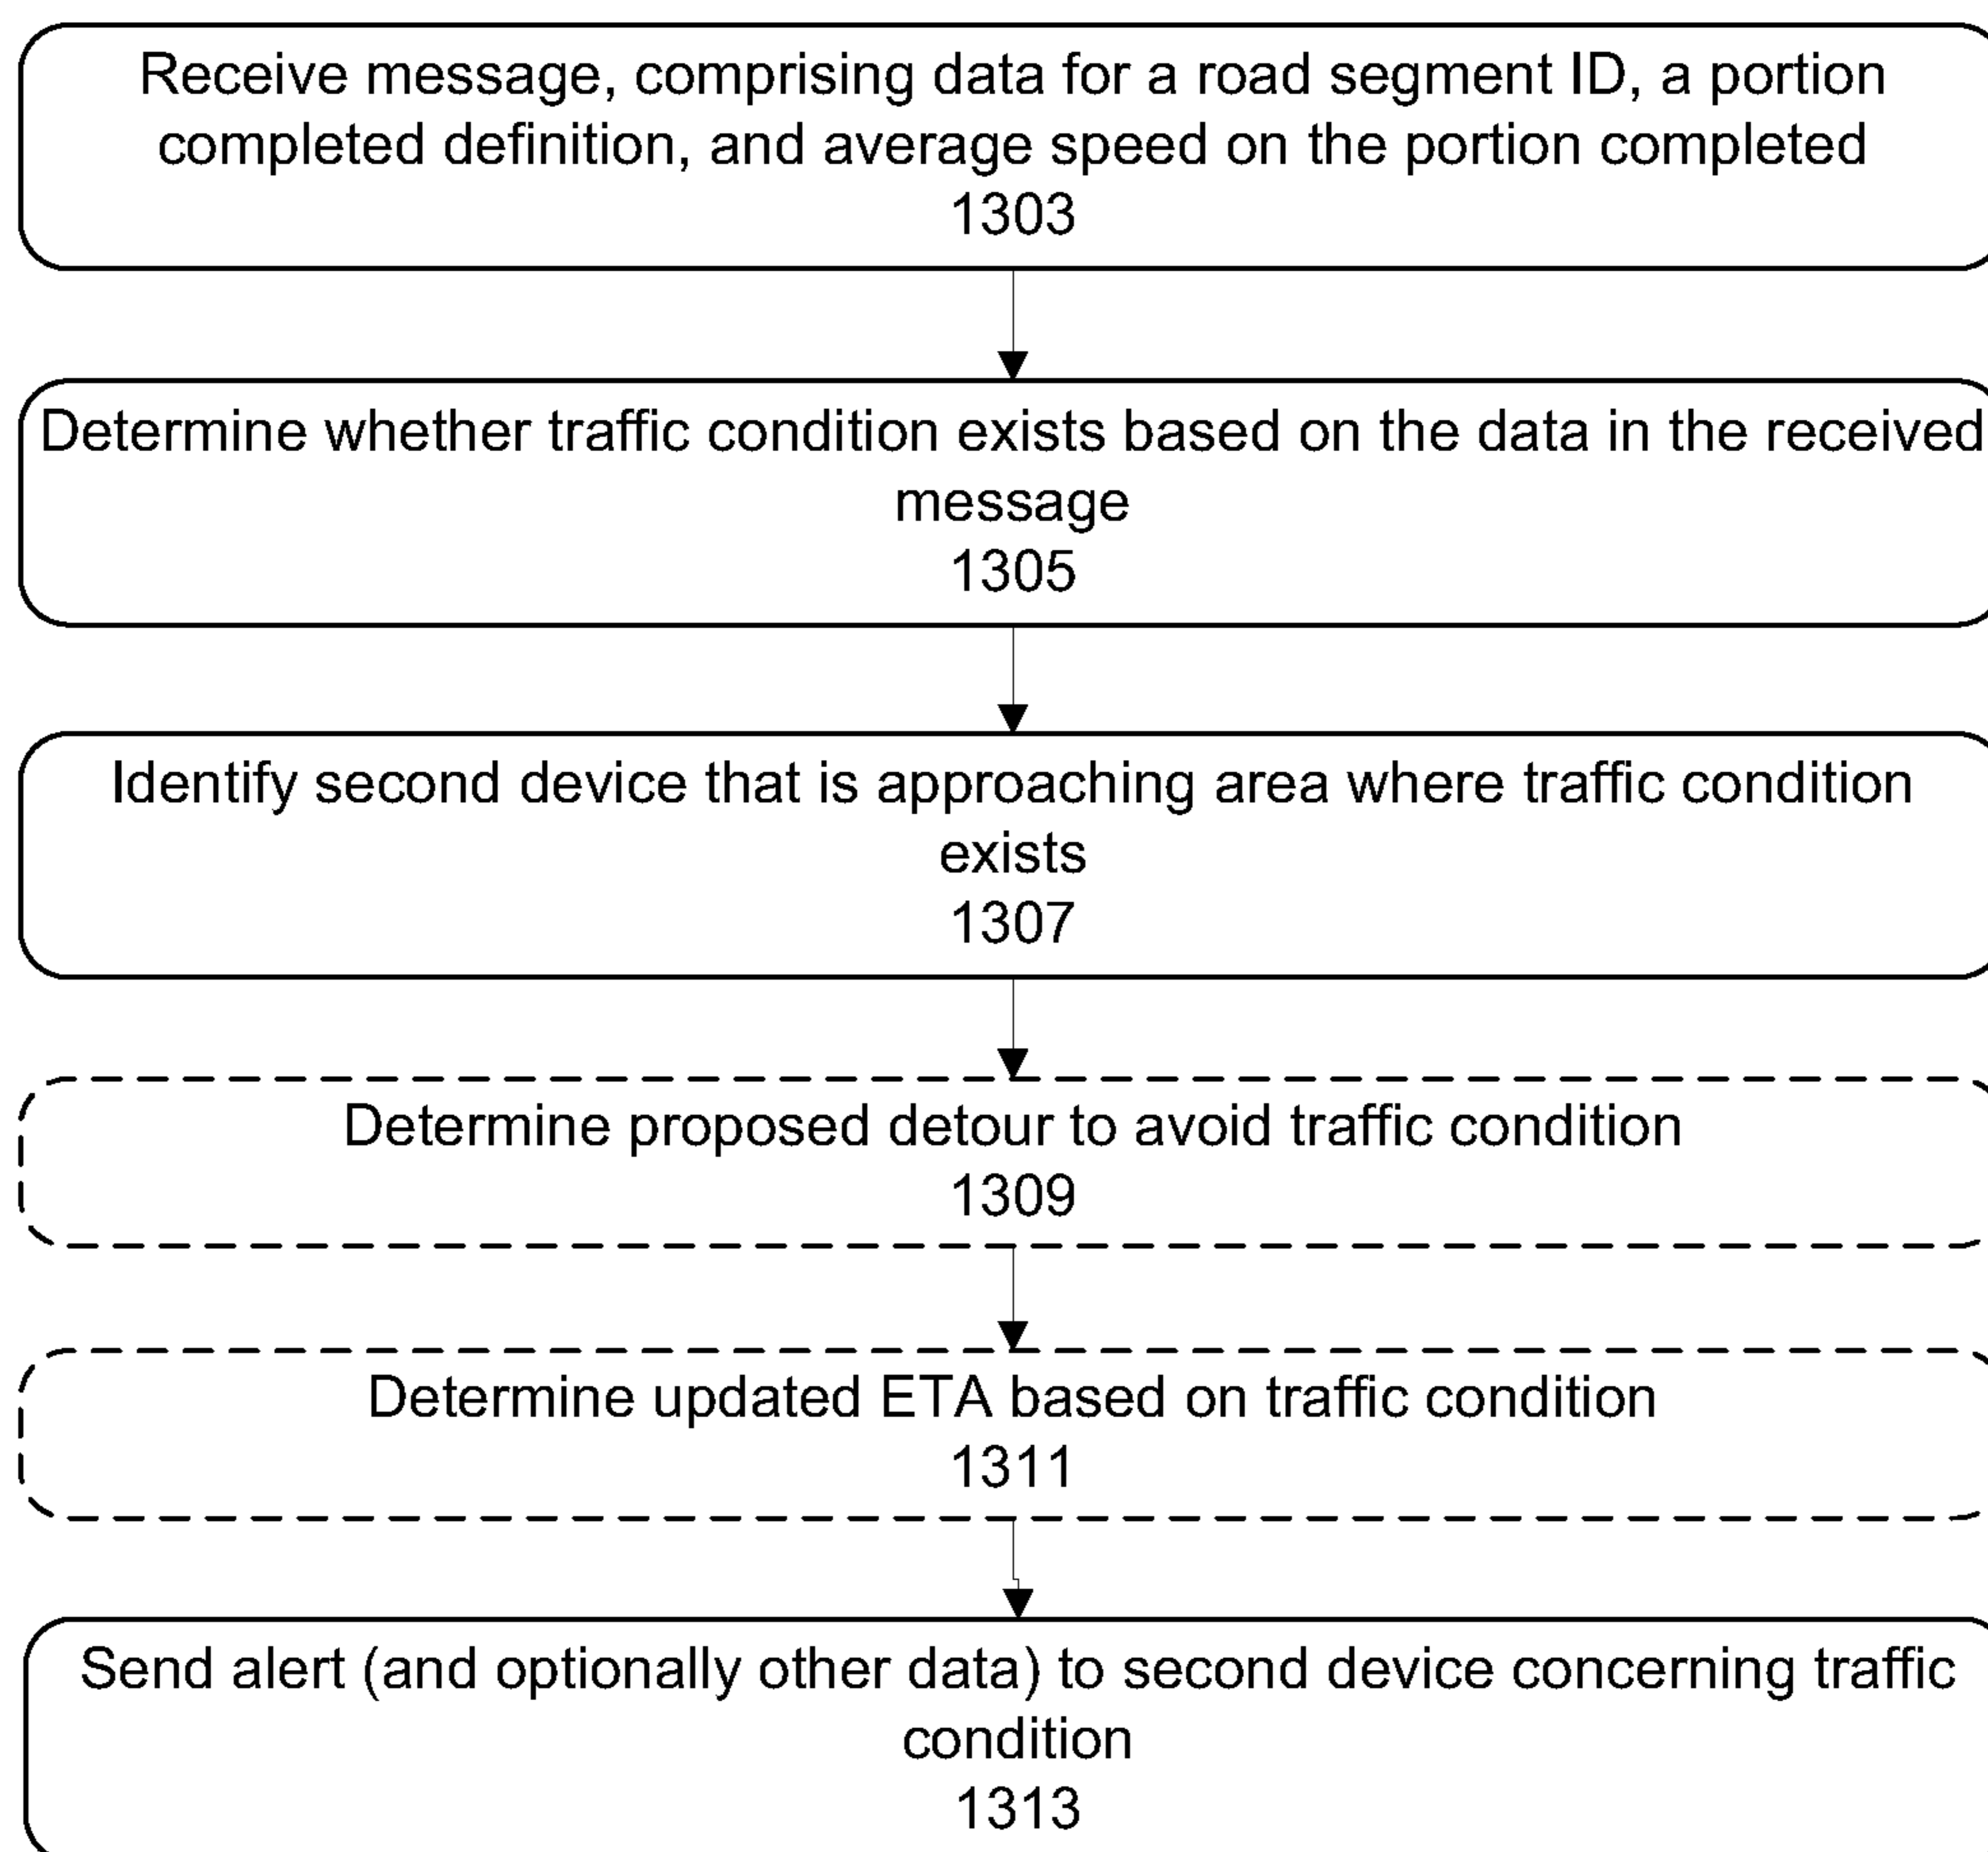 Receive message, comprising data for a road segment ID, a portion
completed definition, and average speed on the portion completed
1303
Determine whether traffic condition exists based on the data in the received
message
1305
Identify second device that is approaching area where traffic condition
exists
1307
Determine proposed detour to avoid traffic condition
1309
Determine updated ETA based on traffic condition
1311
Send alert (and optionally other data) to second device concerning traffic
condition
1313